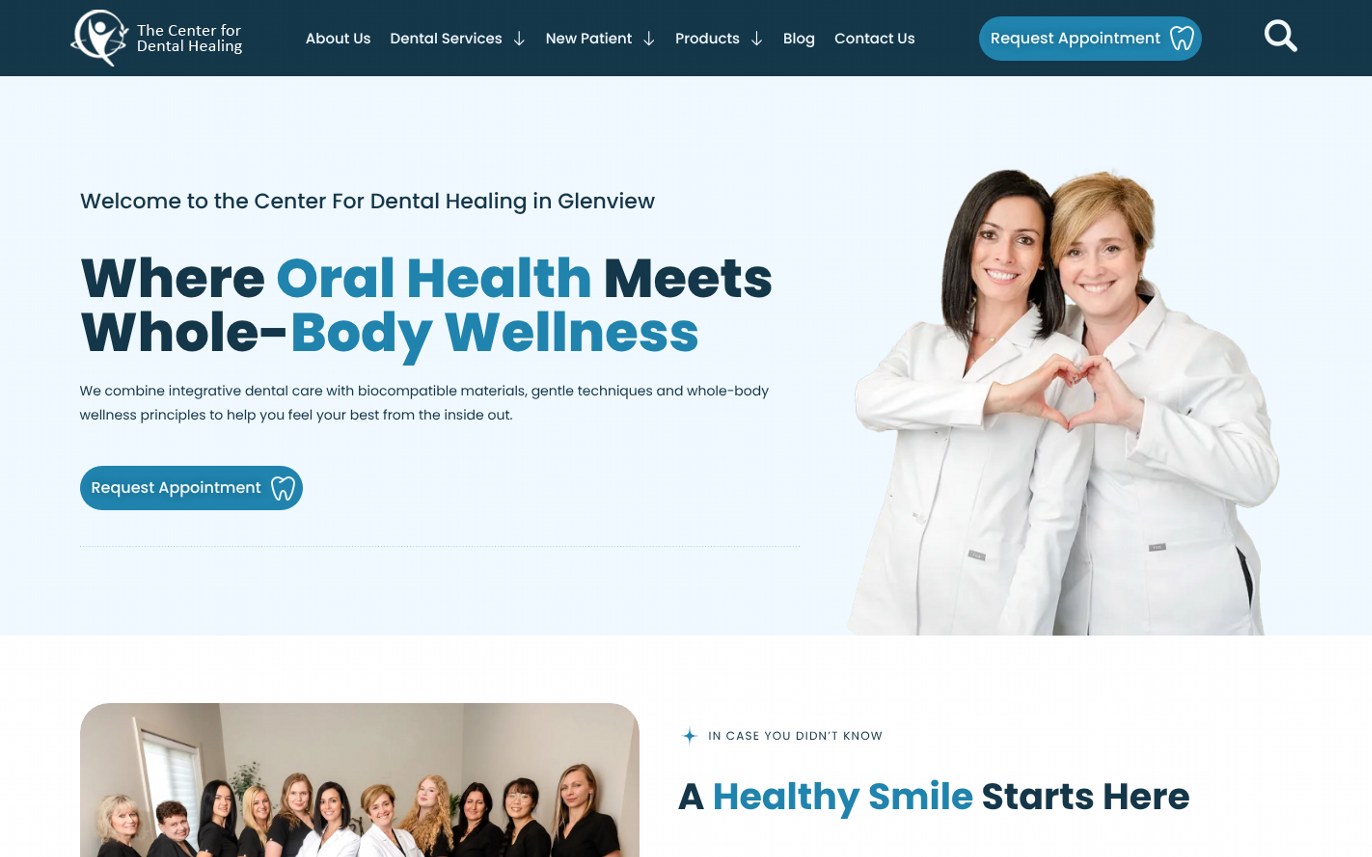 The Center for
Dental Healing
About Us
Dental Services
New Patient
Products
Blog
Contact Us
Request Appointment
Welcome to the Center For Dental Healing in Glenview
Where Oral Health Meets
Whole-Body Wellness
We combine integrative dental care with biocompatible materials, gentle techniques and whole-body
wellness principles to help you feel your best from the inside out.
Request Appointment
IN CASE YOU DIDN'T KNOW
A Healthy Smile Starts Here